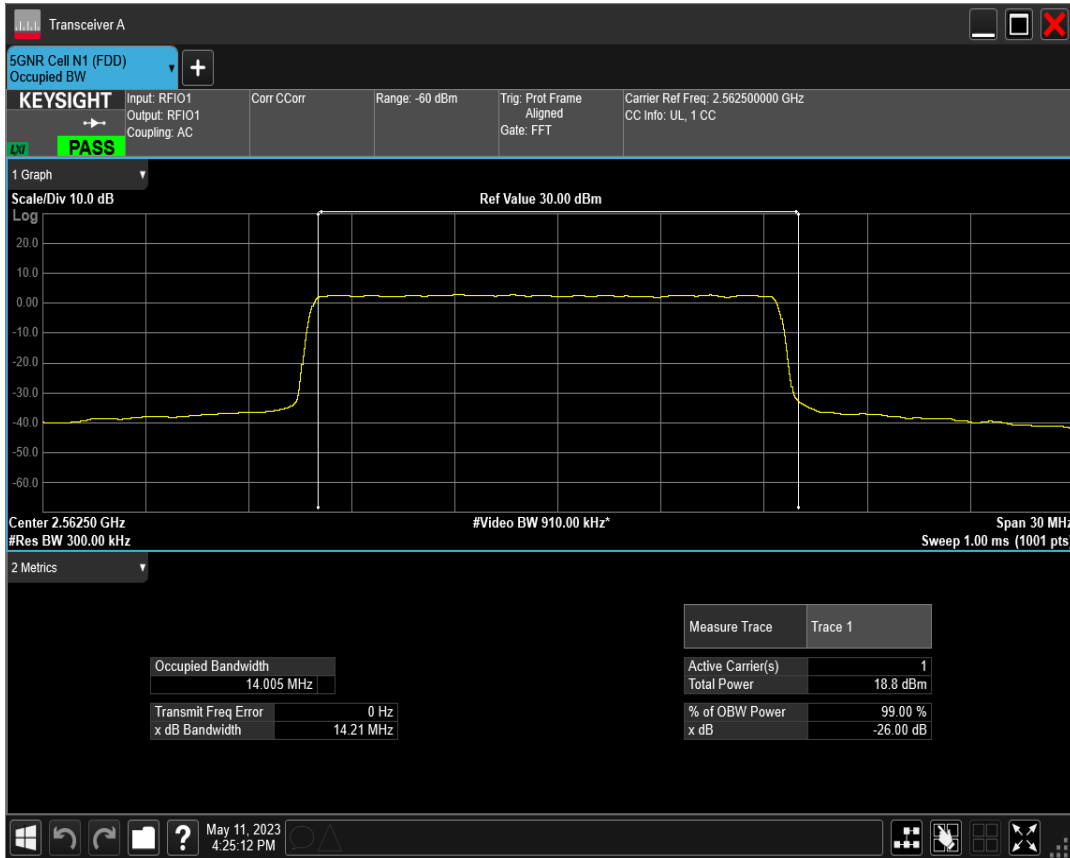 Transceiver A
5GNR Cell N1 (FDD)
Occupied BW
+
KEYSIGHT
LXI
PASS
Input: RFIO1
Output: RFIO1
Coupling: AC
Corr CCorr
Range: -60 dBm
Trig: Prot Frame
Aligned
Gate: FFT
Carrier Ref Freq: 2.562500000 GHz
CC Info: UL, 1 CC
1 Graph
Scale/Div 10.0 dB
Ref Value 30.00 dBm
Log
20.0
10.0
0.00
-10.0
-20.0
-30.0
-40.0
-50.0
-60.0
Center 2.56250 GHz
#Video BW 910.00 kHz*
Span 30 MHz
#Res BW 300.00 kHz
Sweep 1.00 ms (1001 pts)
2 Metrics
Measure Trace Trace 1
Occupied Bandwidth
14.005 MHz
Active Carrier(s) 1
Total Power 18.8 dBm
Transmit Freq Error 0 Hz
x dB Bandwidth 14.21 MHz
% of OBW Power 99.00 %
x dB -26.00 dB
?
May 11, 2023
4:25:12 PM